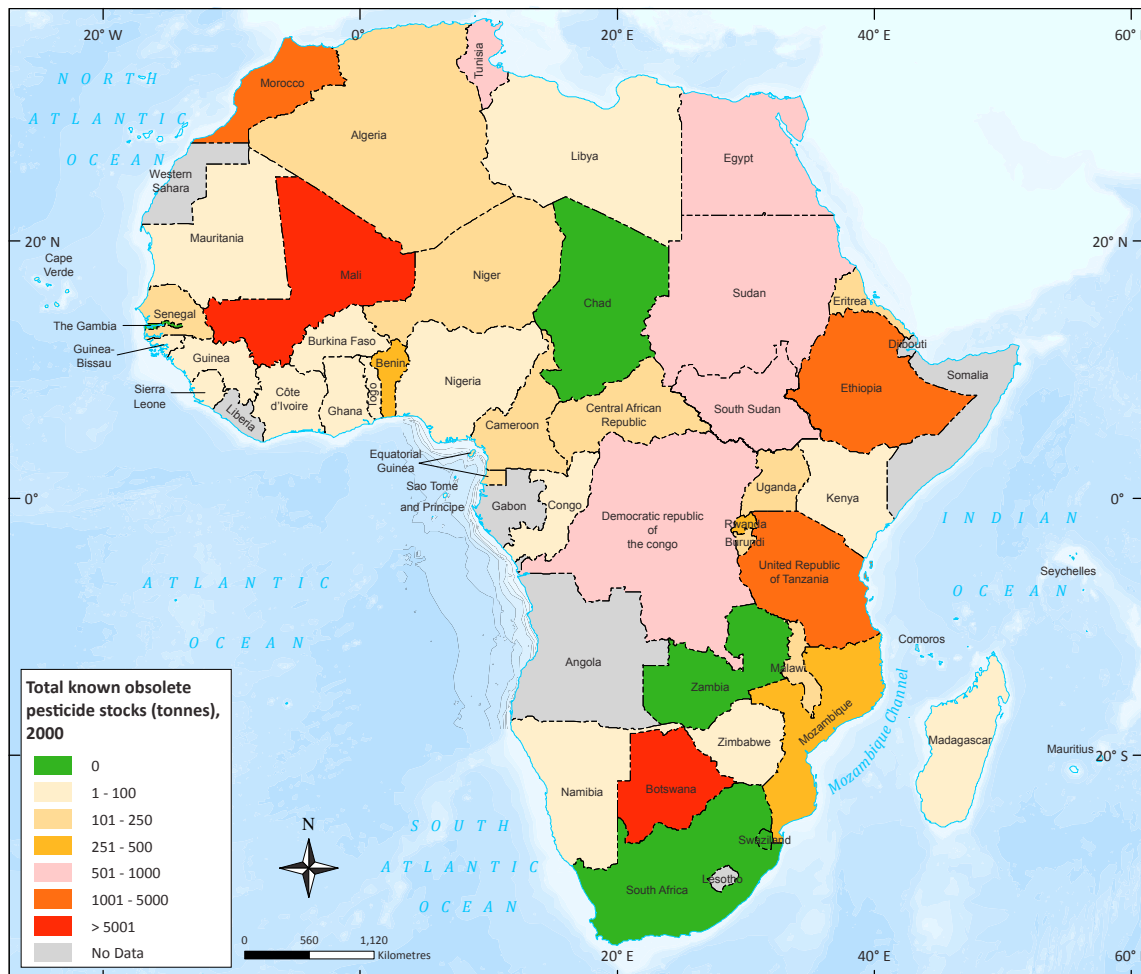 20° W
0°
20° E
40° E
60° E
NORTH
ATLANTIC
OCEAN
Morocco
Tunisia
Algeria
Libya
Egypt
Western
Sahara
Mauritania
Mali
Niger
Chad
Sudan
Eritrea
20° N
20° N
Cape
Verde
Senegal
The Gambia
Guinea-
Bissau
Guinea
Sierra
Leone
Liberia
Côte
d'Ivoire
Burkina Faso
Ghana
Togo
Benin
Nigeria
Cameroon
Central African
Republic
South Sudan
Ethiopia
Djibouti
Somalia
Equatorial
Guinea
Sao Tome
and Principe
Gabon
Congo
Democratic republic
of
the congo
Uganda
Kenya
Rwanda
Burundi
United Republic
of Tanzania
0°
0°
INDIAN
OCEAN
Seychelles
Comoros
ATLANTIC
OCEAN
Angola
Zambia
Malawi
Mozambique
Mozambique Channel
Madagascar
Mauritius
Zimbabwe
Namibia
Botswana
Swaziland
Lesotho
South Africa
20° S
SOUTH
ATLANTIC
OCEAN
Total known obsolete
pesticide stocks (tonnes),
2000
0
1 - 100
101 - 250
251 - 500
501 - 1000
1001 - 5000
> 5001
No Data
N
0 560 1,120
Kilometres
20° E
40° E